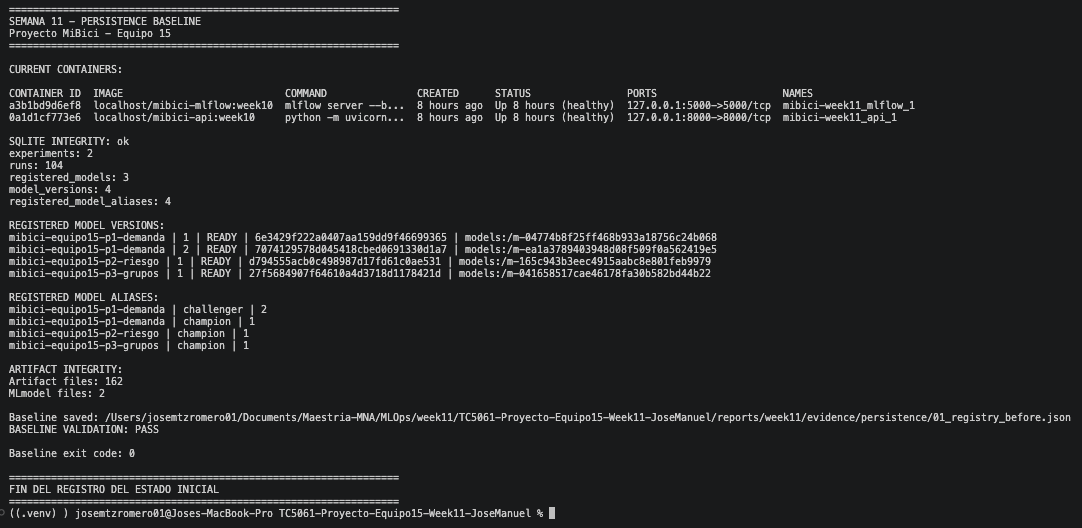 ============================================================
SEMANA 11 - PERSISTENCE BASELINE
Proyecto MiBici - Equipo 15
============================================================
CURRENT CONTAINERS:
CONTAINER ID  IMAGE                           COMMAND               CREATED      STATUS                PORTS                   NAMES
a3b1bd9d6ef8  localhost/mibici-mlflow:week10  mlflow server --b...  8 hours ago  Up 8 hours (healthy)  127.0.0.1:5000->5000/tcp  mibici-week11_mlflow_1
0a1d1cf773e6  localhost/mibici-api:week10     python -m uvicorn...  8 hours ago  Up 8 hours (healthy)  127.0.0.1:8000->8000/tcp  mibici-week11_api_1
SQLITE INTEGRITY: ok
experiments: 2
runs: 104
registered_models: 3
model_versions: 4
registered_model_aliases: 4
REGISTERED MODEL VERSIONS:
mibici-equipo15-p1-demanda | 1 | READY | 6e3429f222a0407aa159dd9f46699365 | models:/m-04774b8f25ff468b933a18756c24b068
mibici-equipo15-p1-demanda | 2 | READY | 7074129578d045418cbed0691330d1a7 | models:/m-ea1a3789403948d08f509f0a562419e5
mibici-equipo15-p2-riesgo | 1 | READY | d794555acb0c498987d17fd61c0ae531 | models:/m-165c943b3eec4915aabc8e801feb9979
mibici-equipo15-p3-grupos | 1 | READY | 27f5684907f64610a4d3718d1178421d | models:/m-041658517cae46178fa30b582bd44b22
REGISTERED MODEL ALIASES:
mibici-equipo15-p1-demanda | challenger | 2
mibici-equipo15-p1-demanda | champion | 1
mibici-equipo15-p2-riesgo | champion | 1
mibici-equipo15-p3-grupos | champion | 1
ARTIFACT INTEGRITY:
Artifact files: 162
MLmodel files: 2
Baseline saved: /Users/josemtzromero01/Documents/Maestria-MNA/MLOps/week11/TC5061-Proyecto-Equipo15-Week11-JoseManuel/reports/week11/evidence/persistence/01_registry_before.json
BASELINE VALIDATION: PASS
Baseline exit code: 0
============================================================
FIN DEL REGISTRO DEL ESTADO INICIAL
============================================================
((.venv) ) josemtzromero01@Joses-MacBook-Pro TC5061-Proyecto-Equipo15-Week11-JoseManuel %